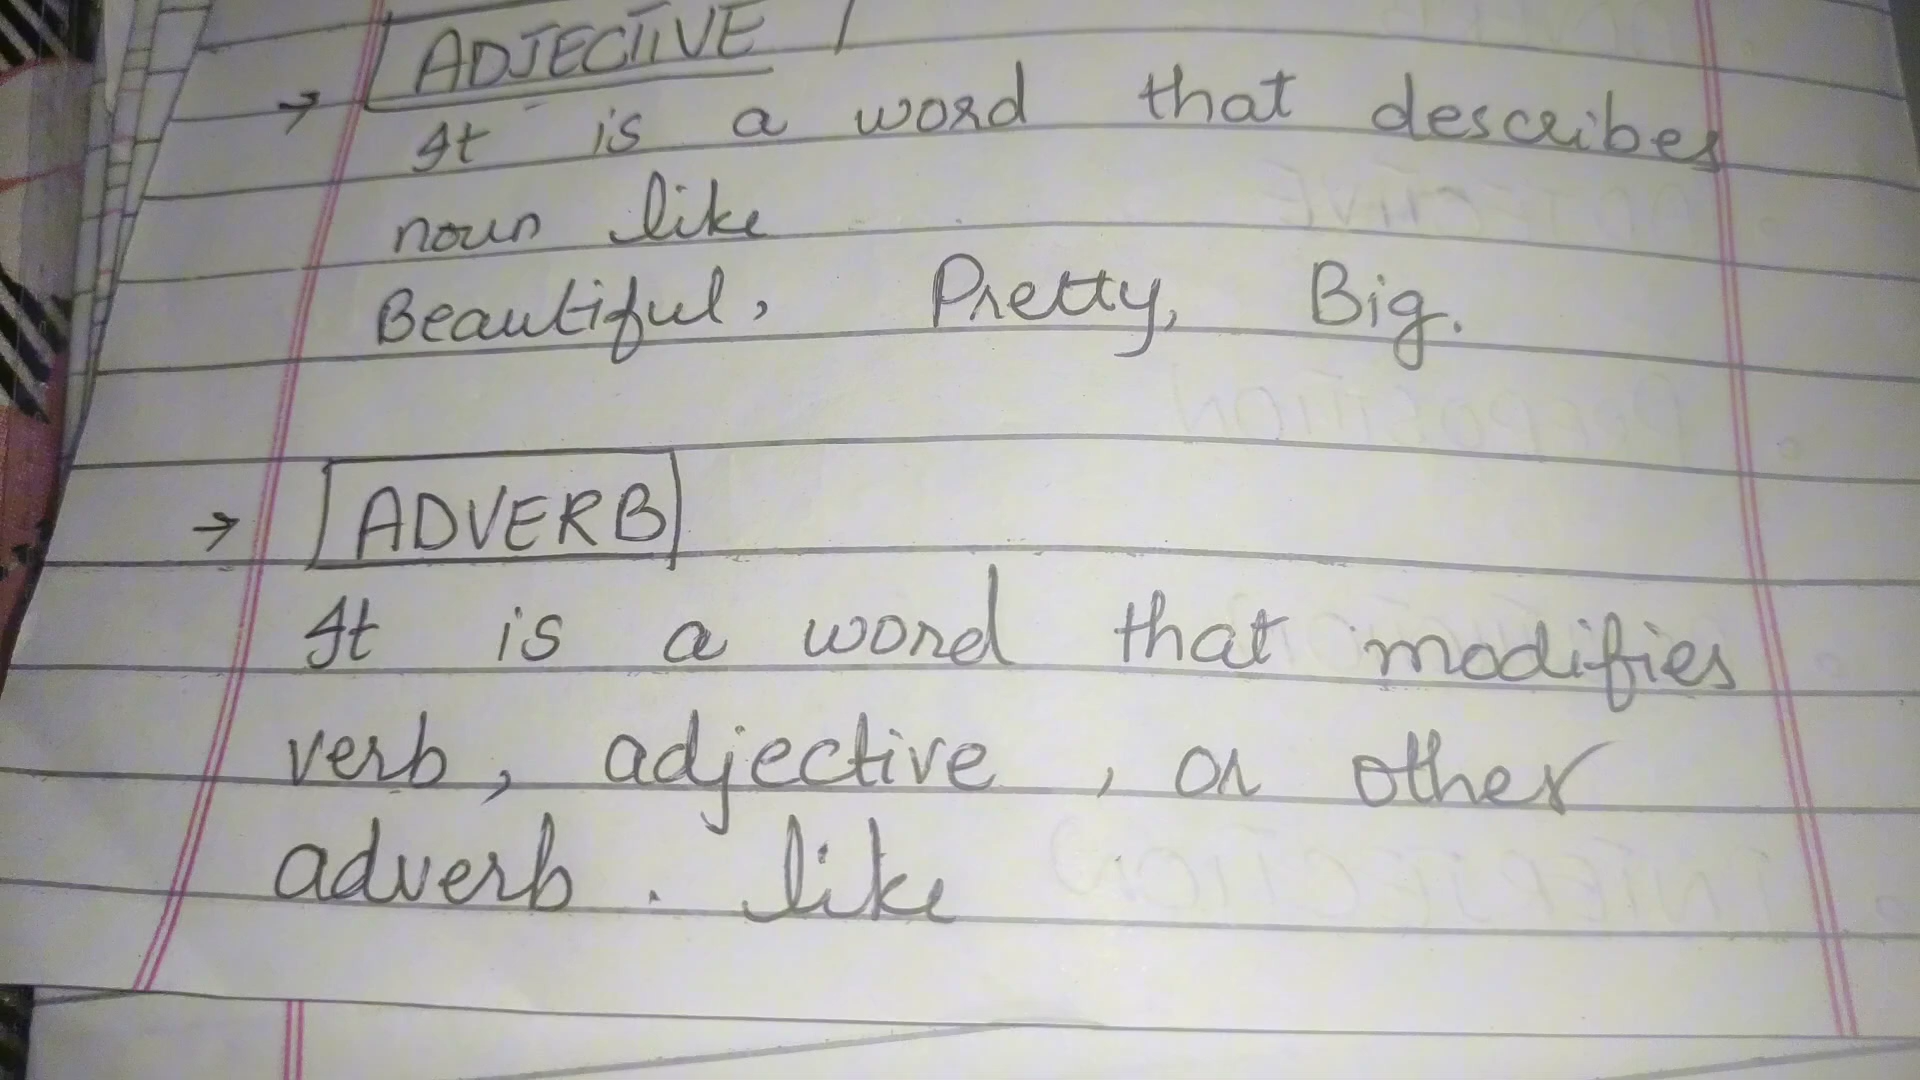 ADJECTIVE
→ It is a word that describes
noun like
Beautiful, Pretty, Big.
→ ADVERB
It is a word that modifies
verb, adjective, or other
adverb. like